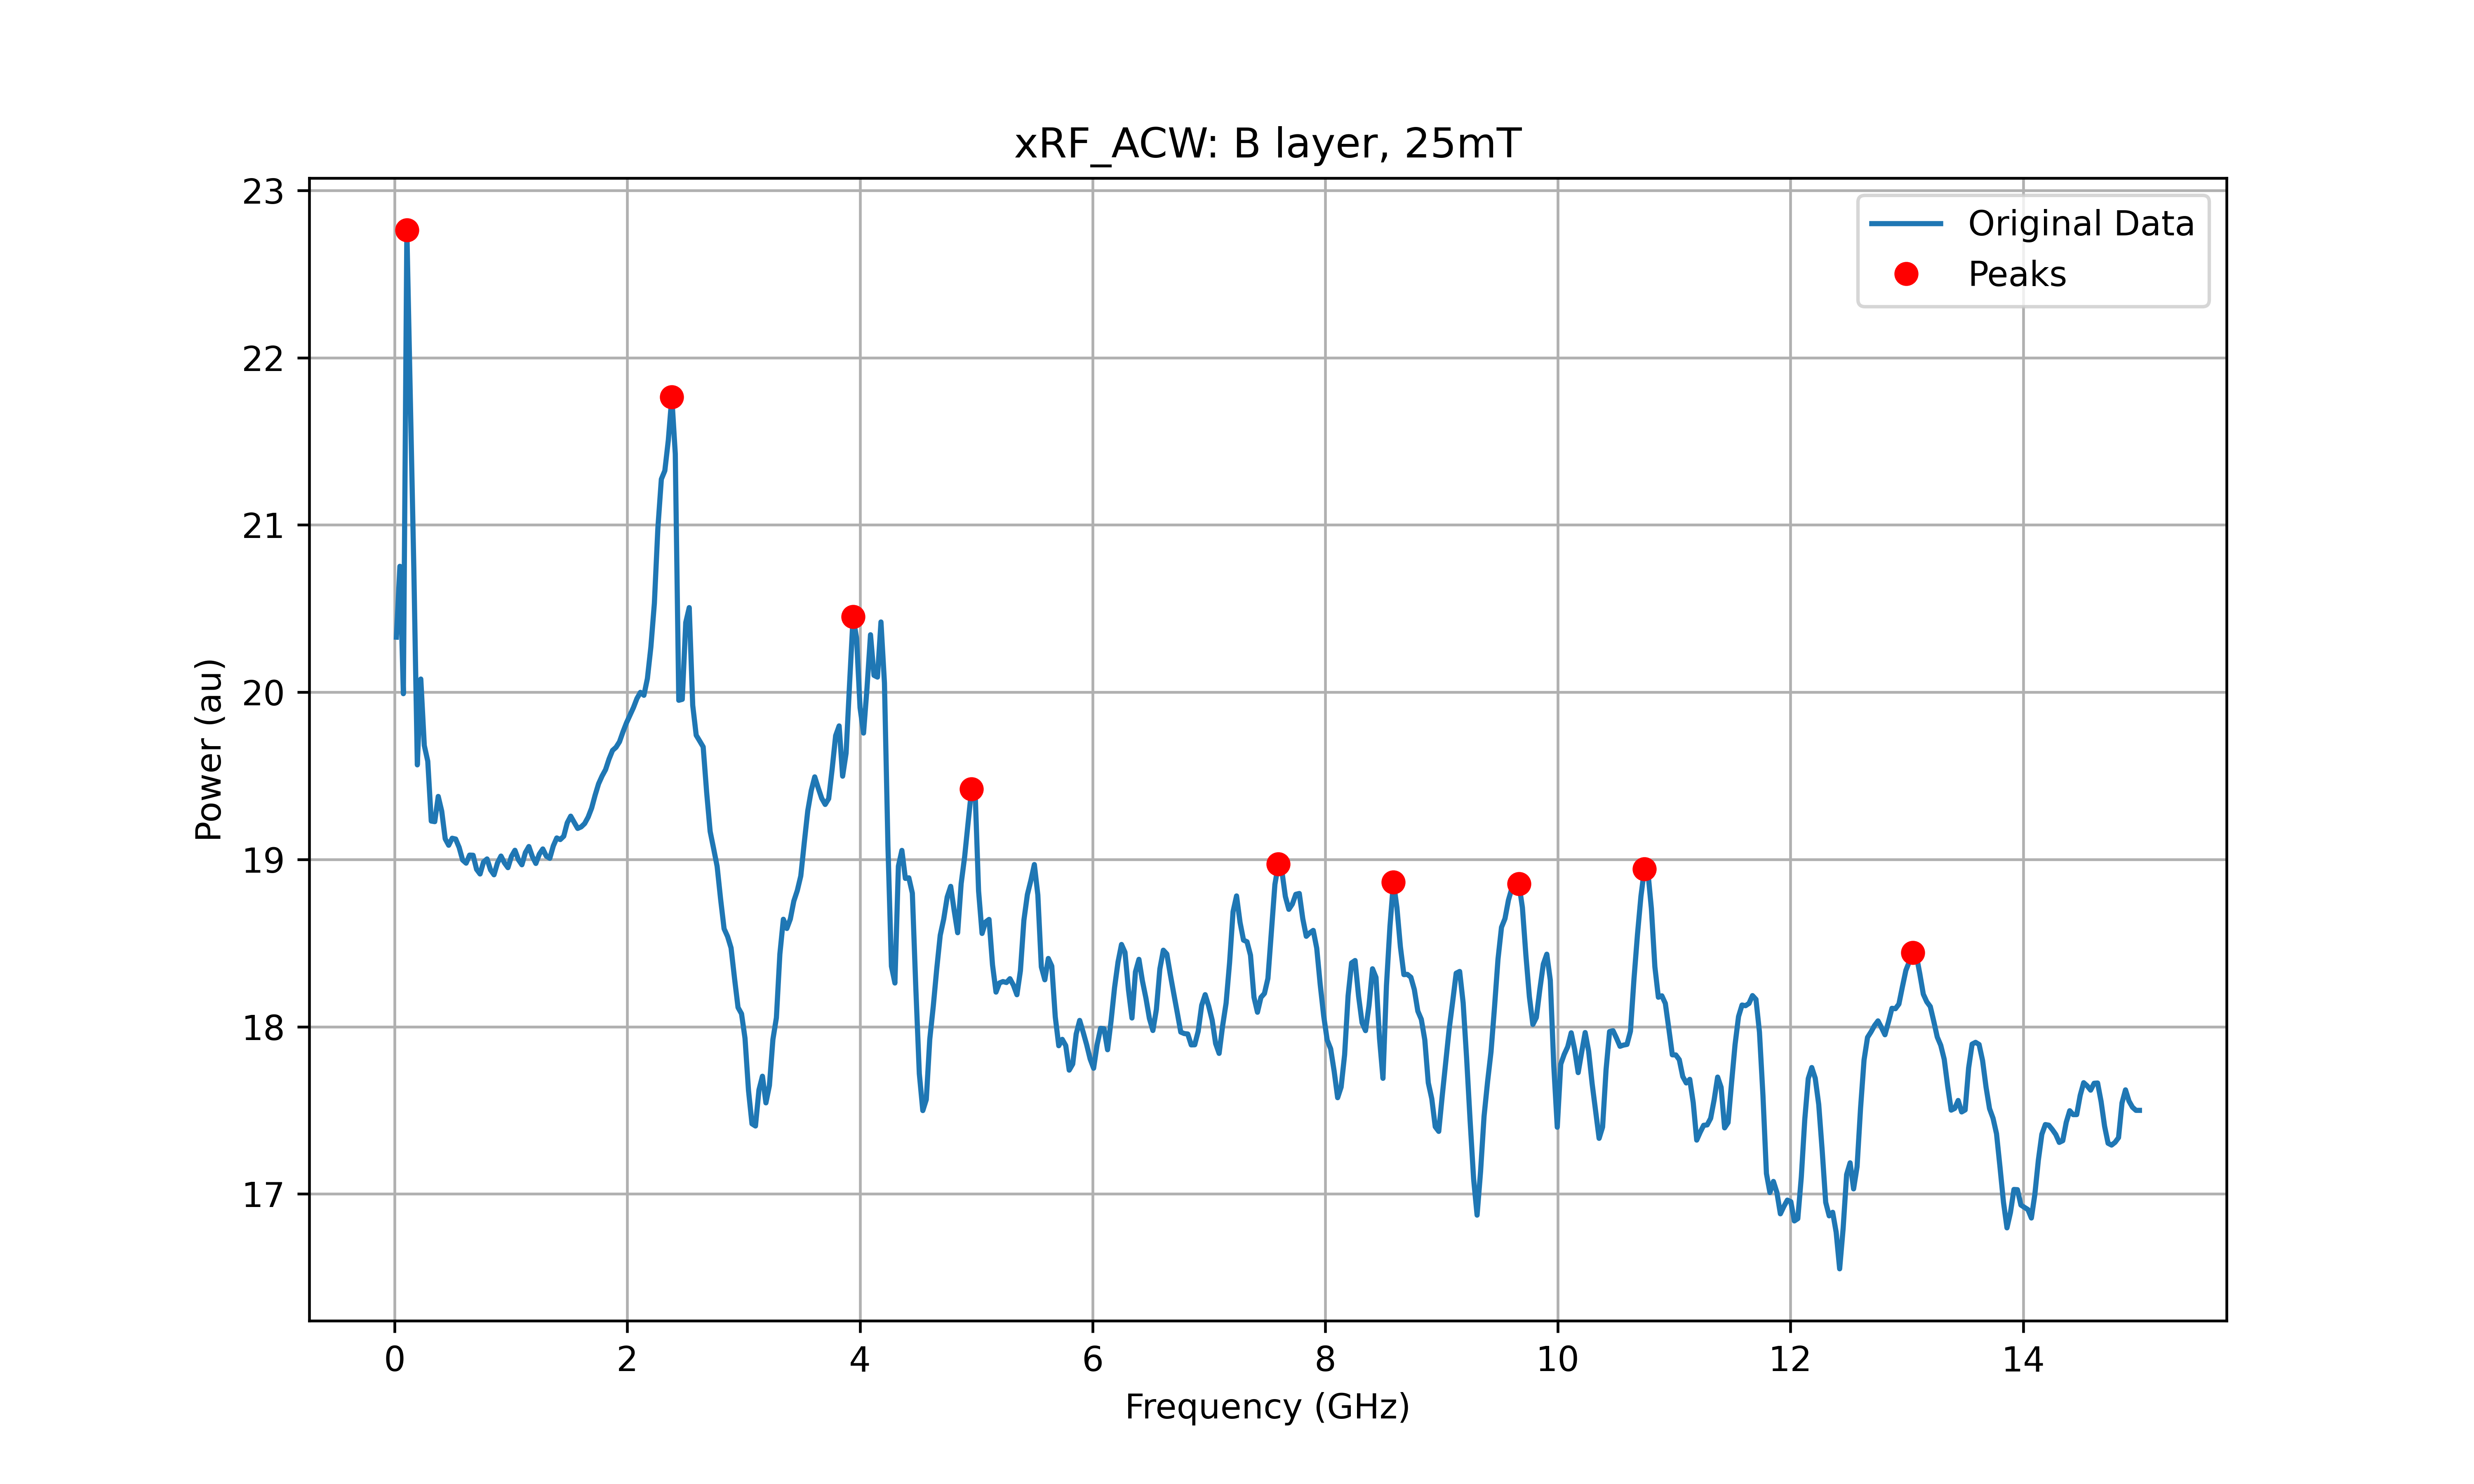 xRF_ACW: B layer, 25mT
Original Data
Peaks
23
22
21
20
19
18
17
Power (au)
0 2 4 6 8 10 12 14
Frequency (GHz)